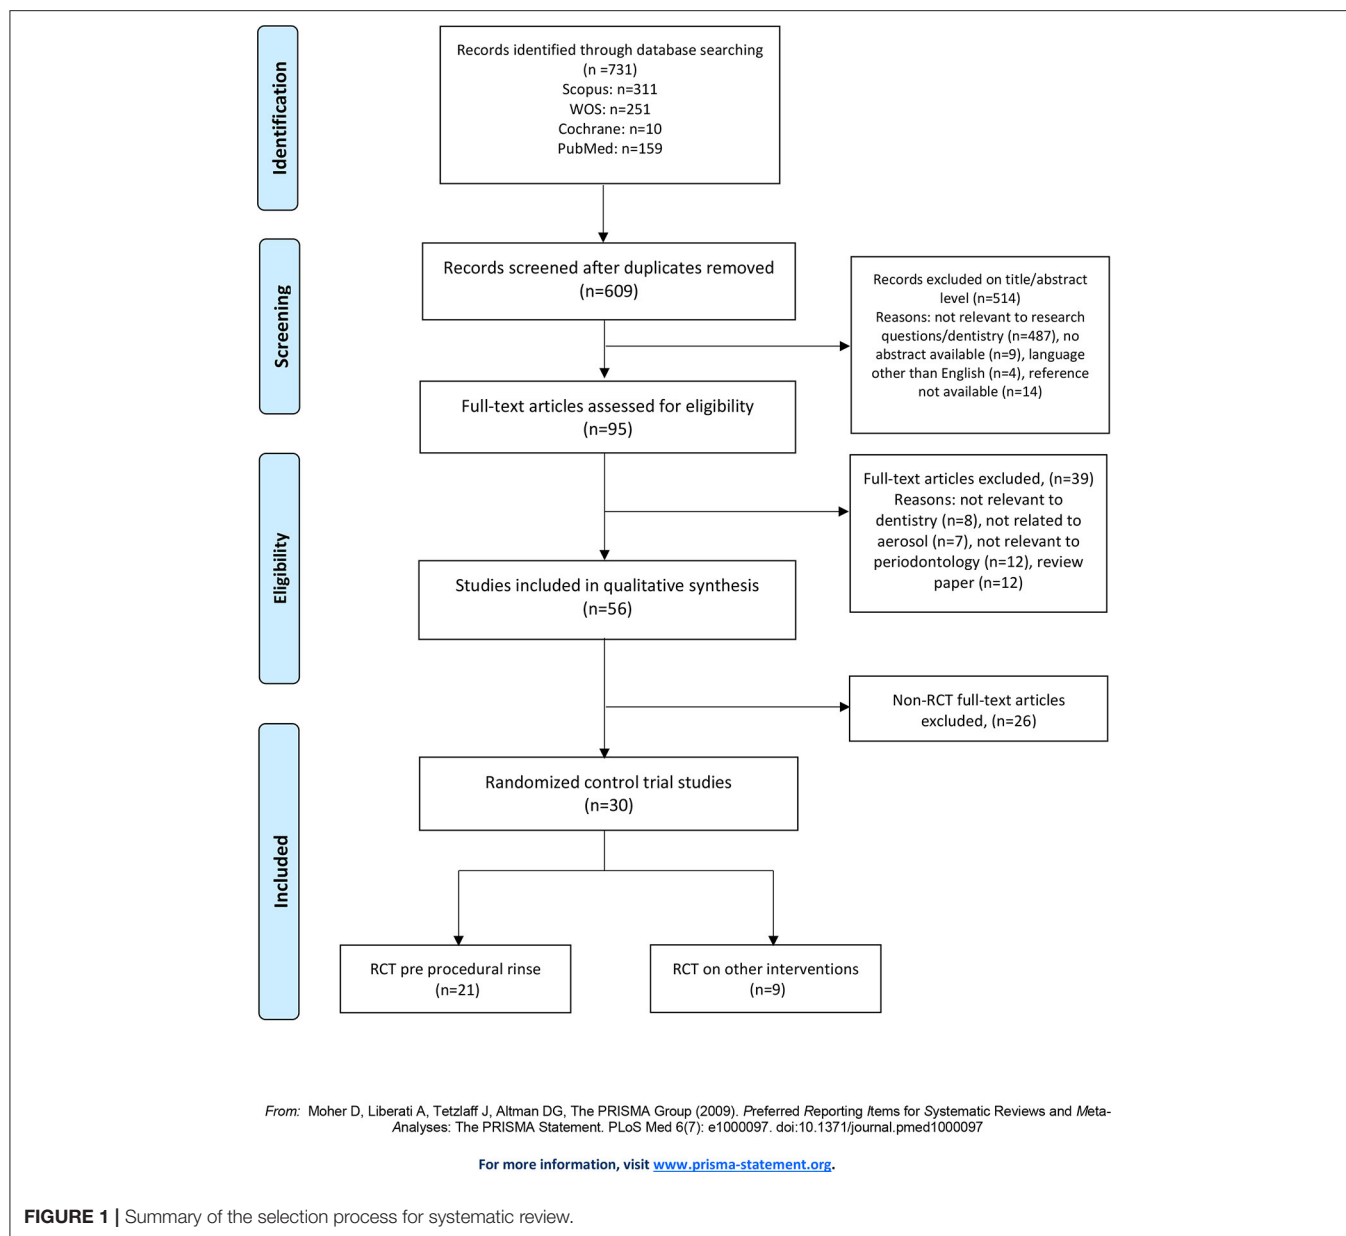 Identification
Records identified through database searching
(n =731)
Scopus: n=311
WOS: n=251
Cochrane: n=10
PubMed: n=159
Screening
Records screened after duplicates removed
(n=609)
Records excluded on title/abstract
level (n=514)
Reasons: not relevant to research
questions/dentistry (n=487), no
abstract available (n=9), language
other than English (n=4), reference
not available (n=14)
Full-text articles assessed for eligibility
(n=95)
Eligibility
Full-text articles excluded, (n=39)
Reasons: not relevant to
dentistry (n=8), not related to
aerosol (n=7), not relevant to
periodontology (n=12), review
paper (n=12)
Studies included in qualitative synthesis
(n=56)
Non-RCT full-text articles
excluded, (n=26)
Included
Randomized control trial studies
(n=30)
RCT pre procedural rinse
(n=21)
RCT on other interventions
(n=9)
From: Moher D, Liberati A, Tetzlaff J, Altman DG, The PRISMA Group (2009). Preferred Reporting Items for Systematic Reviews and Meta-
Analyses: The PRISMA Statement. PLoS Med 6(7): e1000097. doi:10.1371/journal.pmed1000097
For more information, visit www.prisma-statement.org.
FIGURE 1 | Summary of the selection process for systematic review.